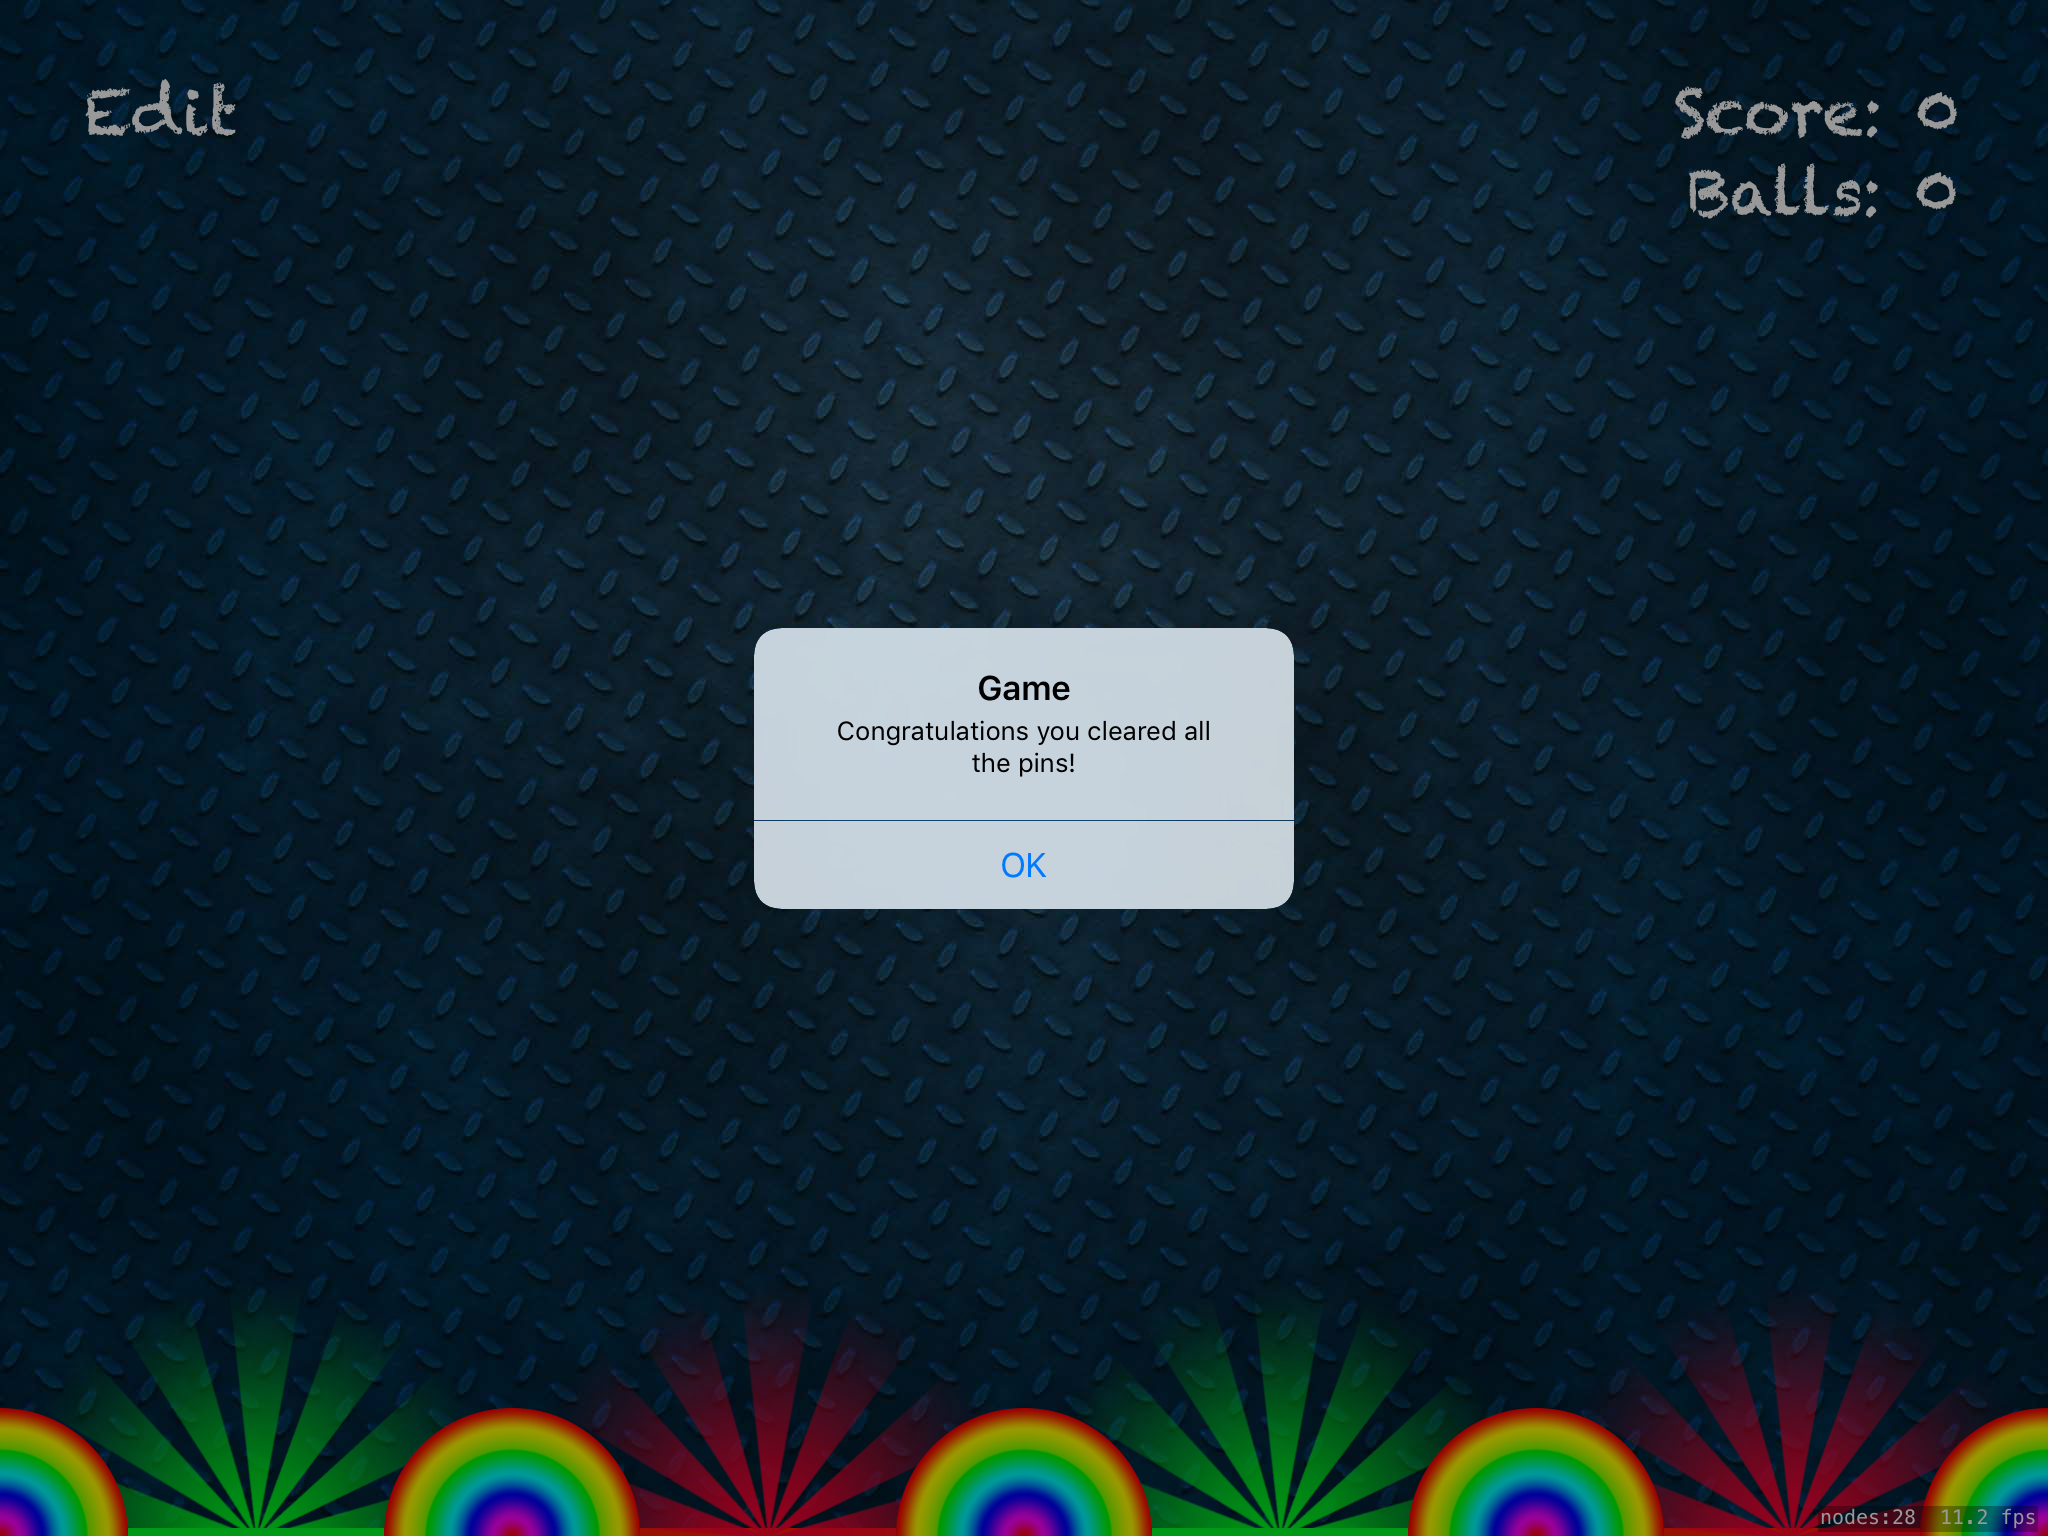 Edit
Score: 0
Balls: 0
Game
Congratulations you cleared all
the pins!
OK
nodes:28 11.2 fps